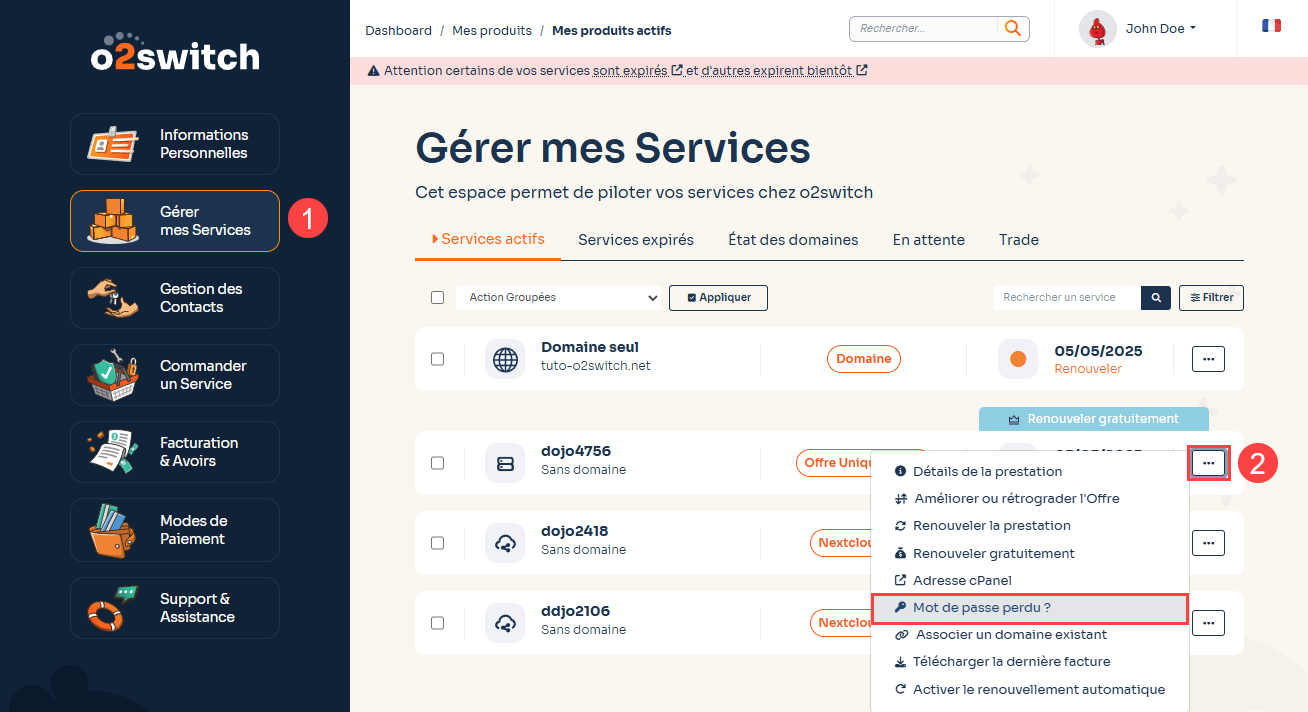 o2switch
Dashboard / Mes produits / Mes produits actifs
Rechercher...
John Doe
Attention certains de vos services sont expirés et d'autres expirent bientôt
Informations
Personnelles
Gérer
mes Services
1
Gestion des
Contacts
Commander
un Service
Facturation
& Avoirs
Modes de
Paiement
Support &
Assistance
Gérer mes Services
Cet espace permet de piloter vos services chez o2switch
Services actifs
Services expirés
État des domaines
En attente
Trade
Action Groupées
Appliquer
Rechercher un service
Filtrer
Domaine seul
tuto-o2switch.net
Domaine
05/05/2025
Renouveler
Renouveler gratuitement
dojo4756
Sans domaine
Offre Uniq
2
dojo2418
Sans domaine
Nextclou
ddjo2106
Sans domaine
Nextclou
Détails de la prestation
Améliorer ou rétrograder l'Offre
Renouveler la prestation
Renouveler gratuitement
Adresse cPanel
Mot de passe perdu ?
Associer un domaine existant
Télécharger la dernière facture
Activer le renouvellement automatique